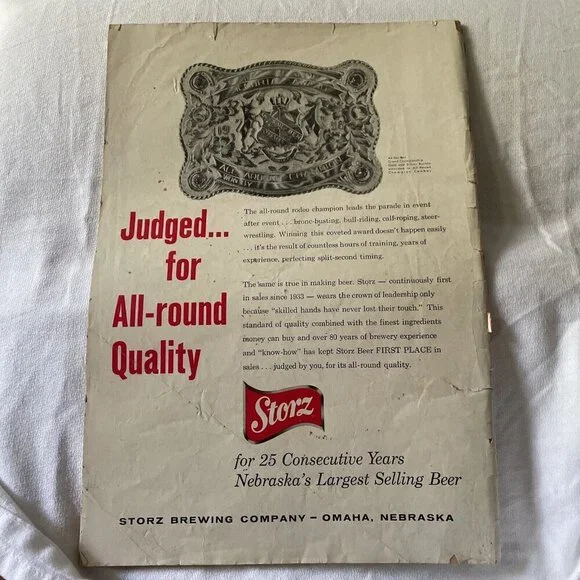 AK-SAR-BEN
ALL AROUND CHAMPION
Judged...
for
All-round
Quality
The all-round rodeo champion leads the parade in event
after event . . . bronc-busting, bull-riding, calf-roping, steer-
wrestling. Winning this coveted award doesn't happen easily
. . . it's the result of countless hours of training, years of
experience, perfecting split-second timing.
The same is true in making beer. Storz — continuously first
in sales since 1933 — wears the crown of leadership only
because "skilled hands have never lost their touch." This
standard of quality combined with the finest ingredients
money can buy and over 80 years of brewery experience
and "know-how" has kept Storz Beer FIRST PLACE in
sales . . . judged by you, for its all-round quality.
Storz
for 25 Consecutive Years
Nebraska's Largest Selling Beer
STORZ BREWING COMPANY – OMAHA, NEBRASKA